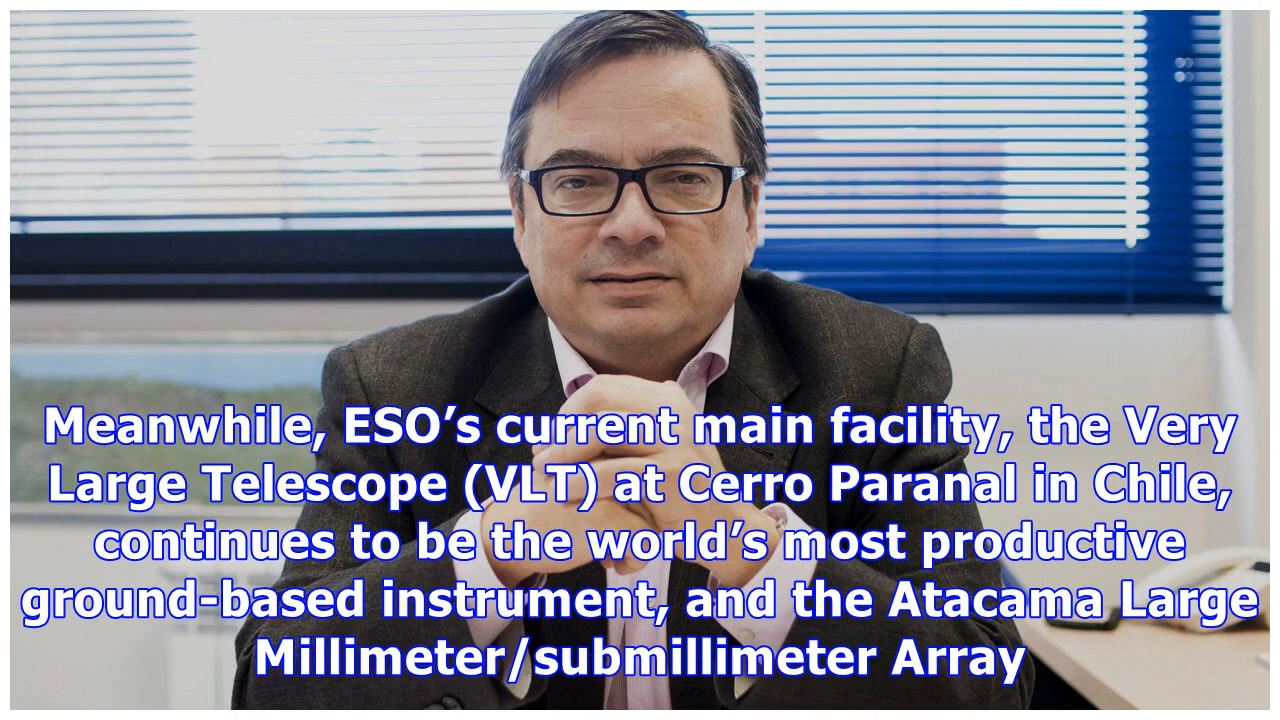 Meanwhile, ESO’s current main facility, the Very
Large Telescope (VLT) at Cerro Paranal in Chile,
continues to be the world’s most productive
ground-based instrument, and the Atacama Large
Millimeter/submillimeter Array